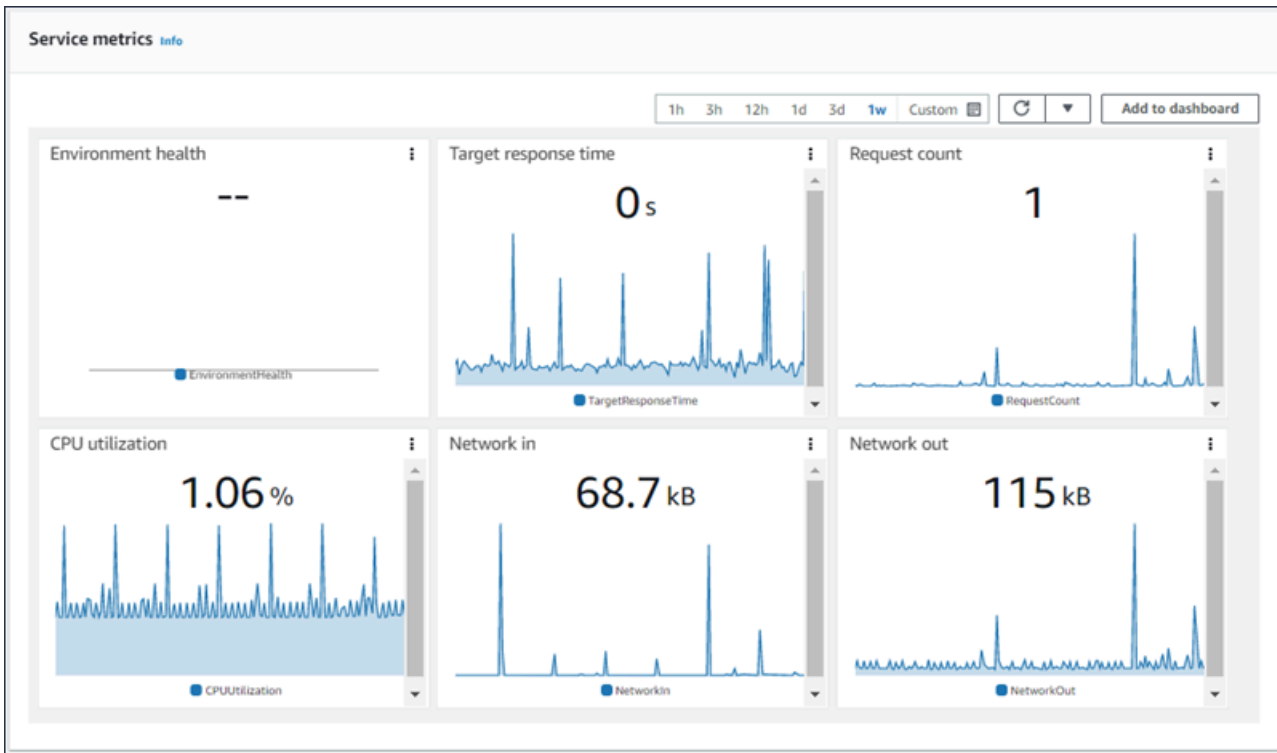 Service metrics Info
1h 3h 12h 1d 3d 1w Custom Add to dashboard
Environment health
--
EnvironmentHealth
Target response time
0 s
TargetResponseTime
Request count
1
RequestCount
CPU utilization
1.06 %
CPUUtilization
Network in
68.7 kB
NetworkIn
Network out
115 kB
NetworkOut